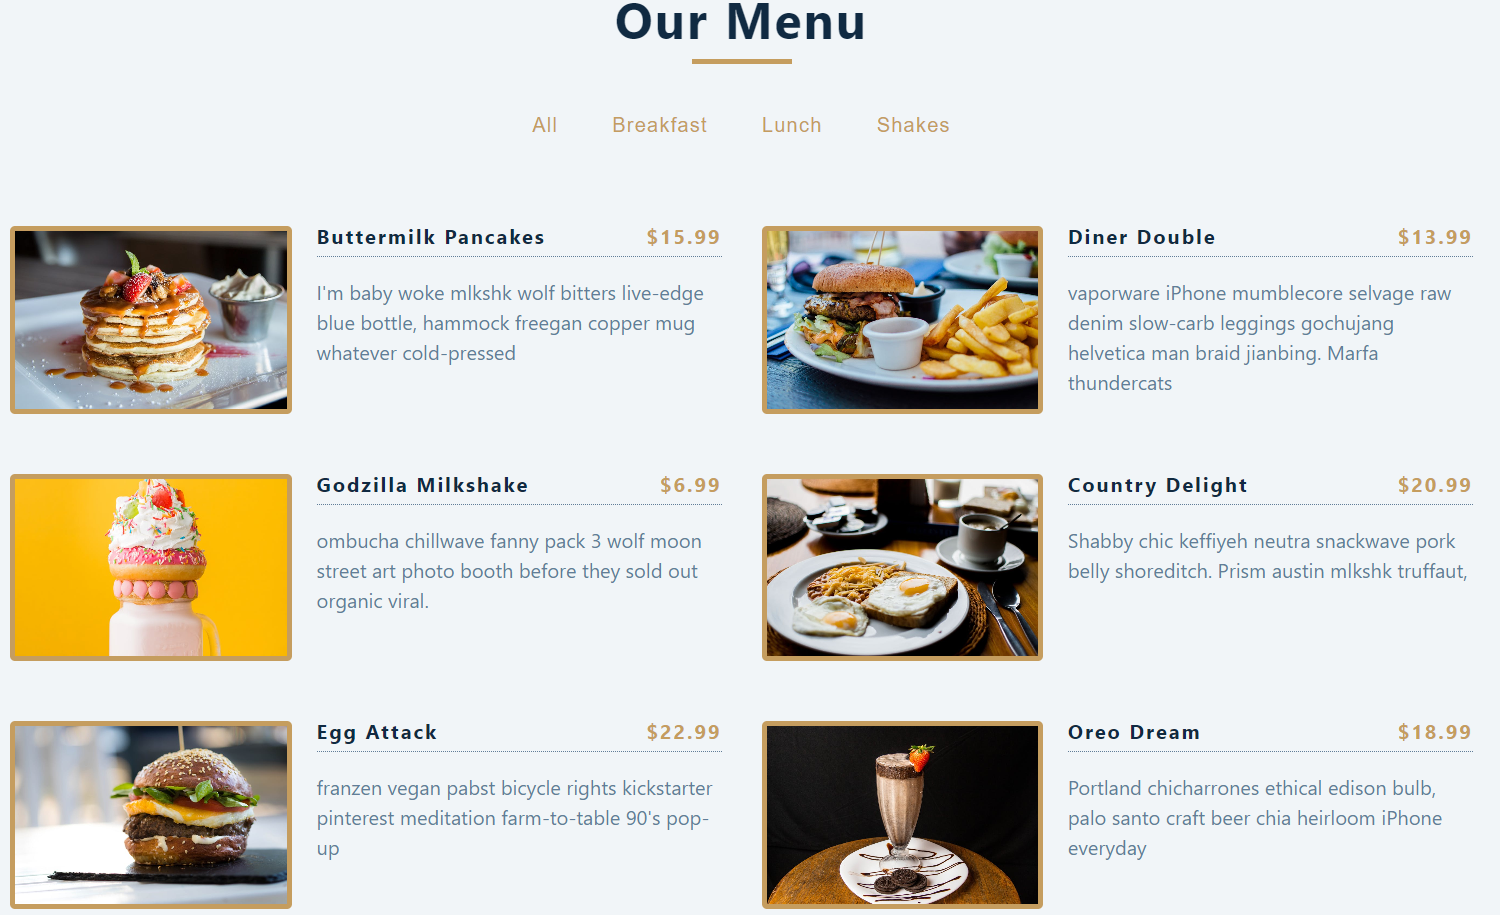 Our Menu
All Breakfast Lunch Shakes
Buttermilk Pancakes $15.99
I'm baby woke mlkshk wolf bitters live-edge
blue bottle, hammock freegan copper mug
whatever cold-pressed
Diner Double $13.99
vaporware iPhone mumblecore selvage raw
denim slow-carb leggings gochujang
helvetica man braid jianbing. Marfa
thundercats
Godzilla Milkshake $6.99
ombucha chillwave fanny pack 3 wolf moon
street art photo booth before they sold out
organic viral.
Country Delight $20.99
Shabby chic keffiyeh neutra snackwave pork
belly shoreditch. Prism austin mlkshk truffaut,
Egg Attack $22.99
franzen vegan pabst bicycle rights kickstarter
pinterest meditation farm-to-table 90's pop-
up
Oreo Dream $18.99
Portland chicharrones ethical edison bulb,
palo santo craft beer chia heirloom iPhone
everyday